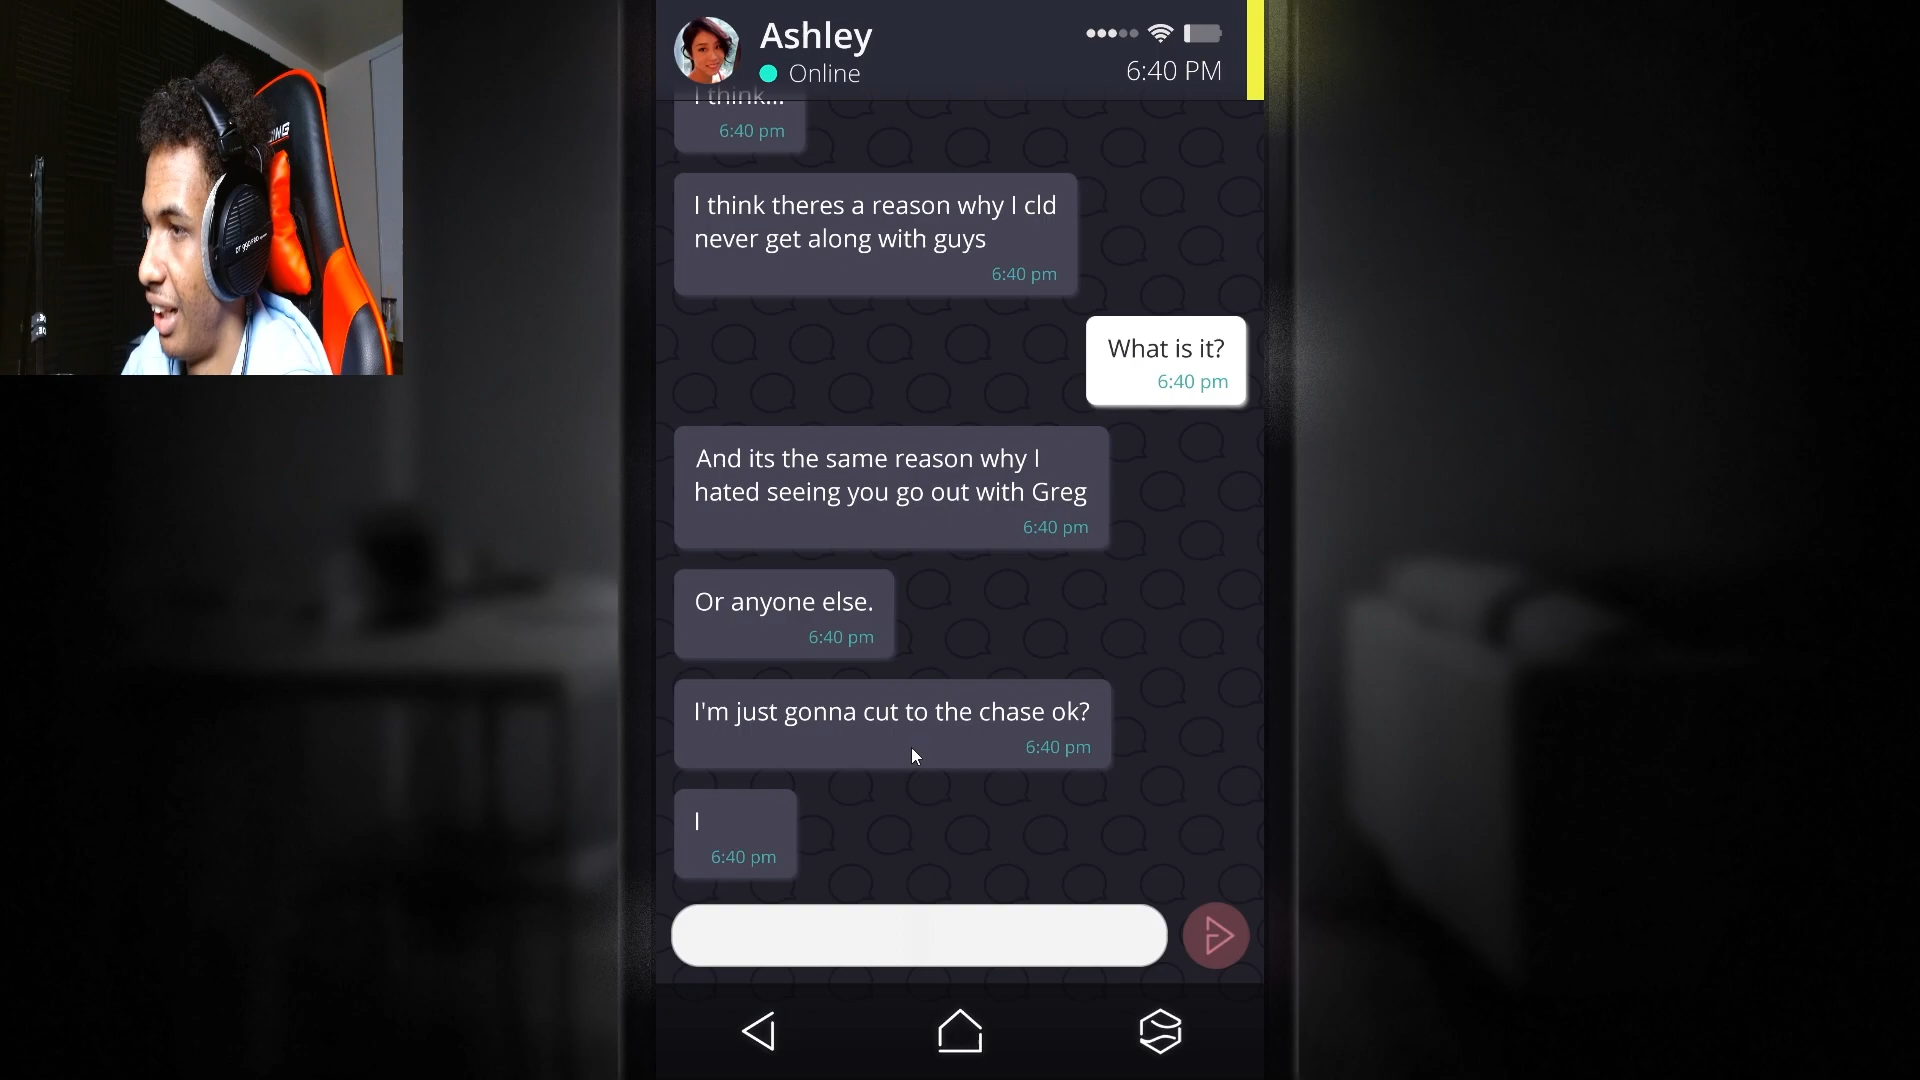 Ashley
Online
6:40 PM
I think...
6:40 pm
I think theres a reason why I cld
never get along with guys
6:40 pm
What is it?
6:40 pm
And its the same reason why I
hated seeing you go out with Greg
6:40 pm
Or anyone else.
6:40 pm
I'm just gonna cut to the chase ok?
6:40 pm
I
6:40 pm